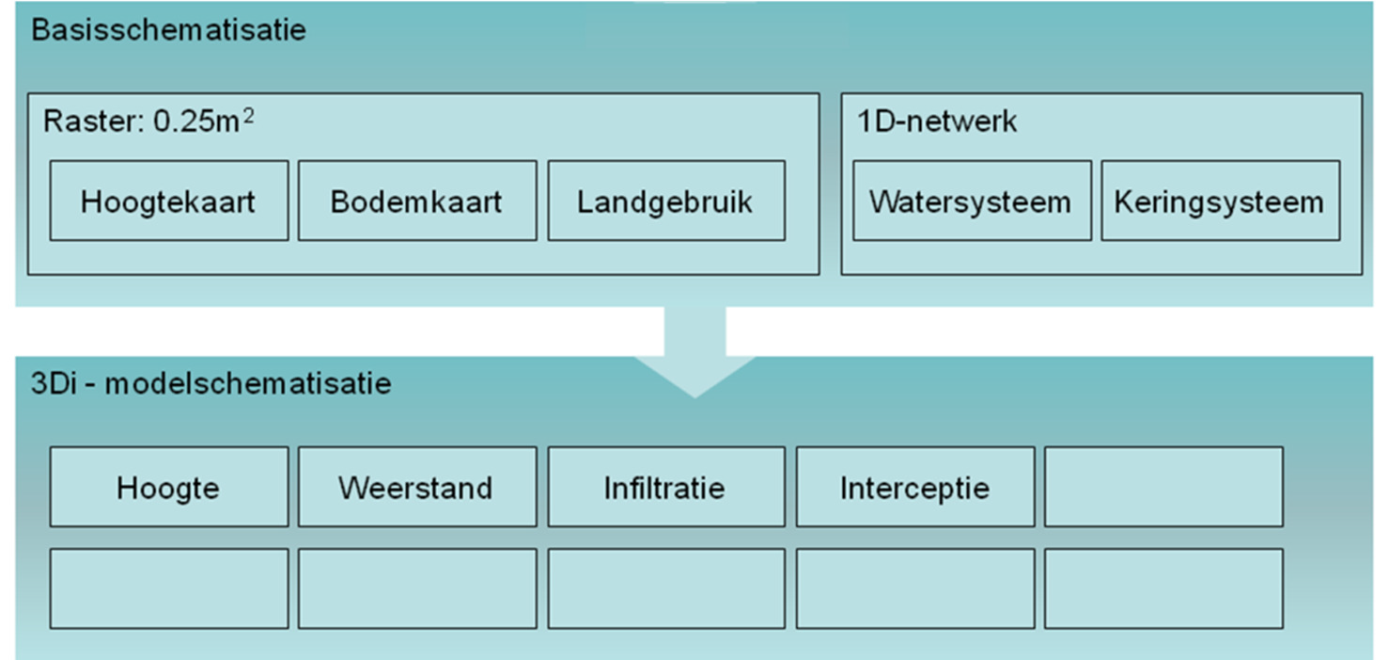 Basisschematisatie
Raster: 0.25m²
Hoogtekaart
Bodemkaart
Landgebruik
1D-netwerk
Watersysteem
Keringsysteem
3Di - modelschematisatie
Hoogte
Weerstand
Infiltratie
Interceptie